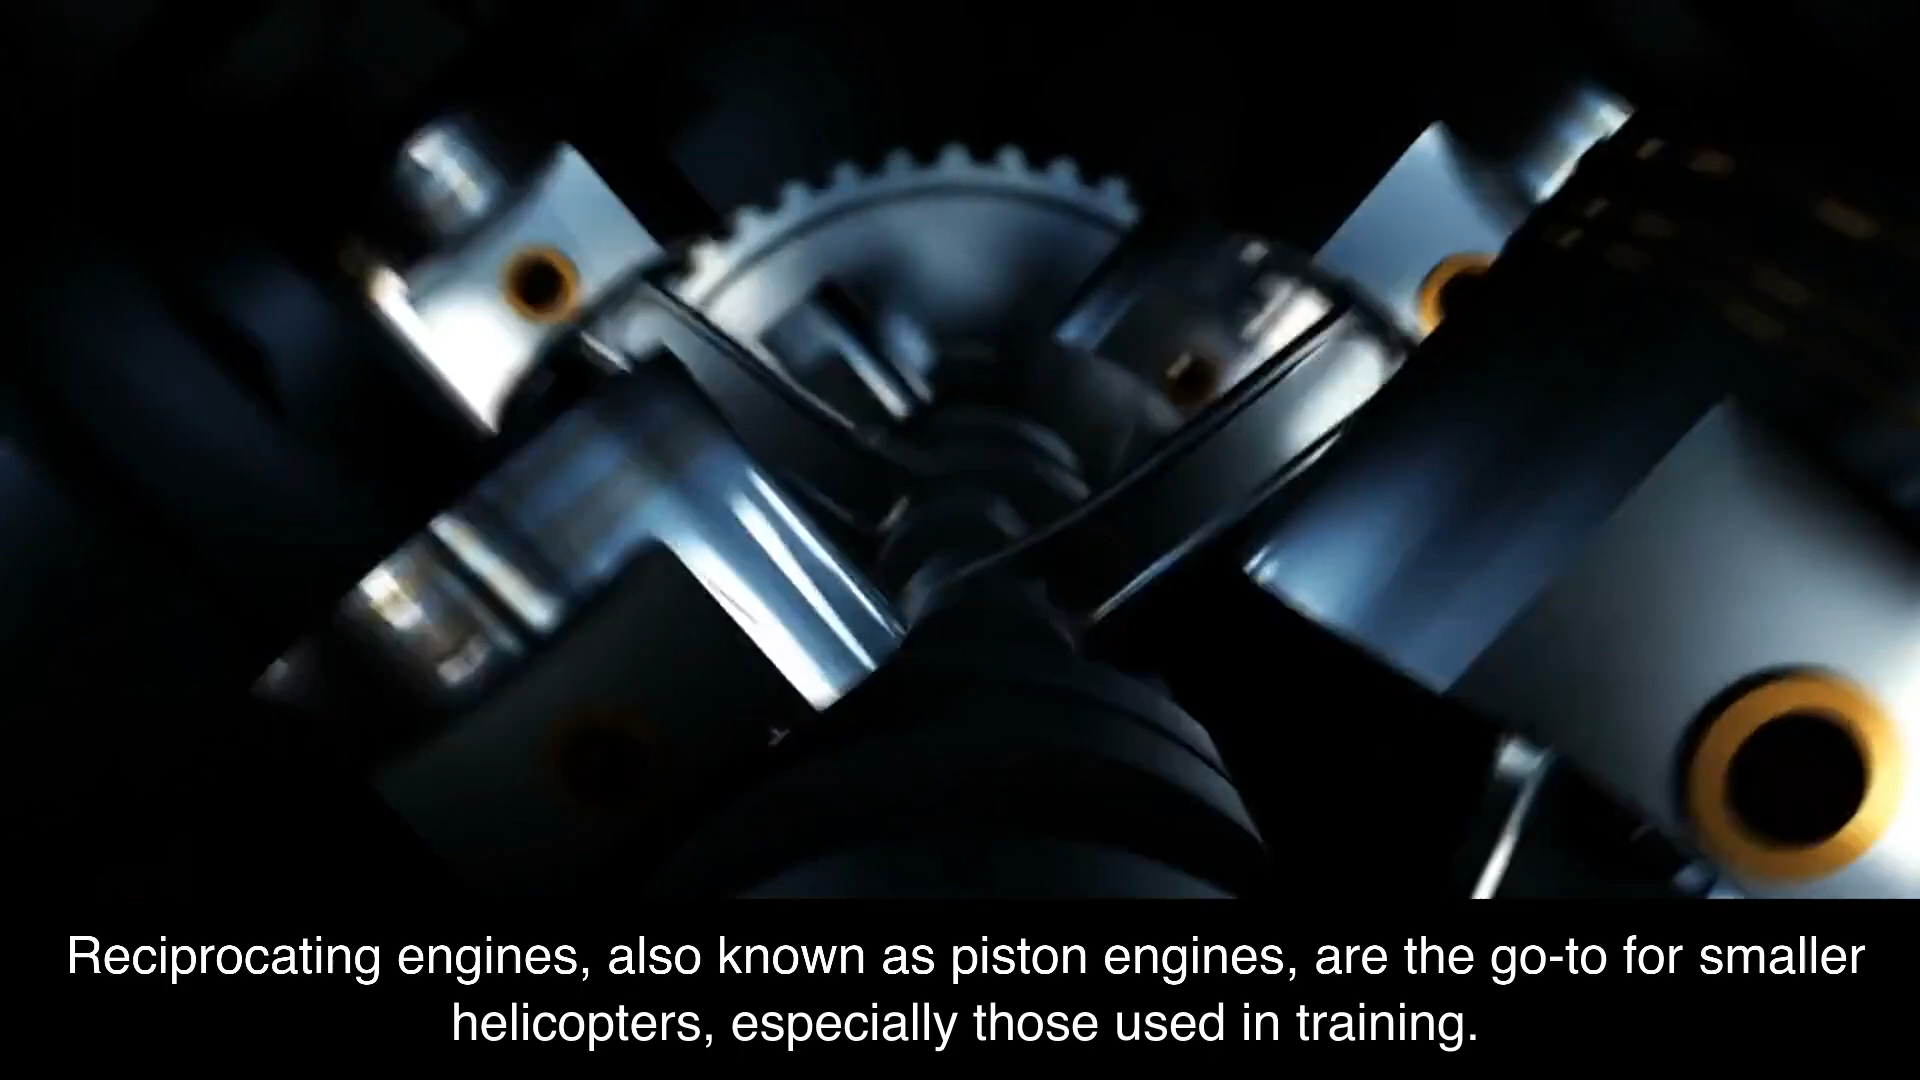 Reciprocating engines, also known as piston engines, are the go-to for smaller
helicopters, especially those used in training.